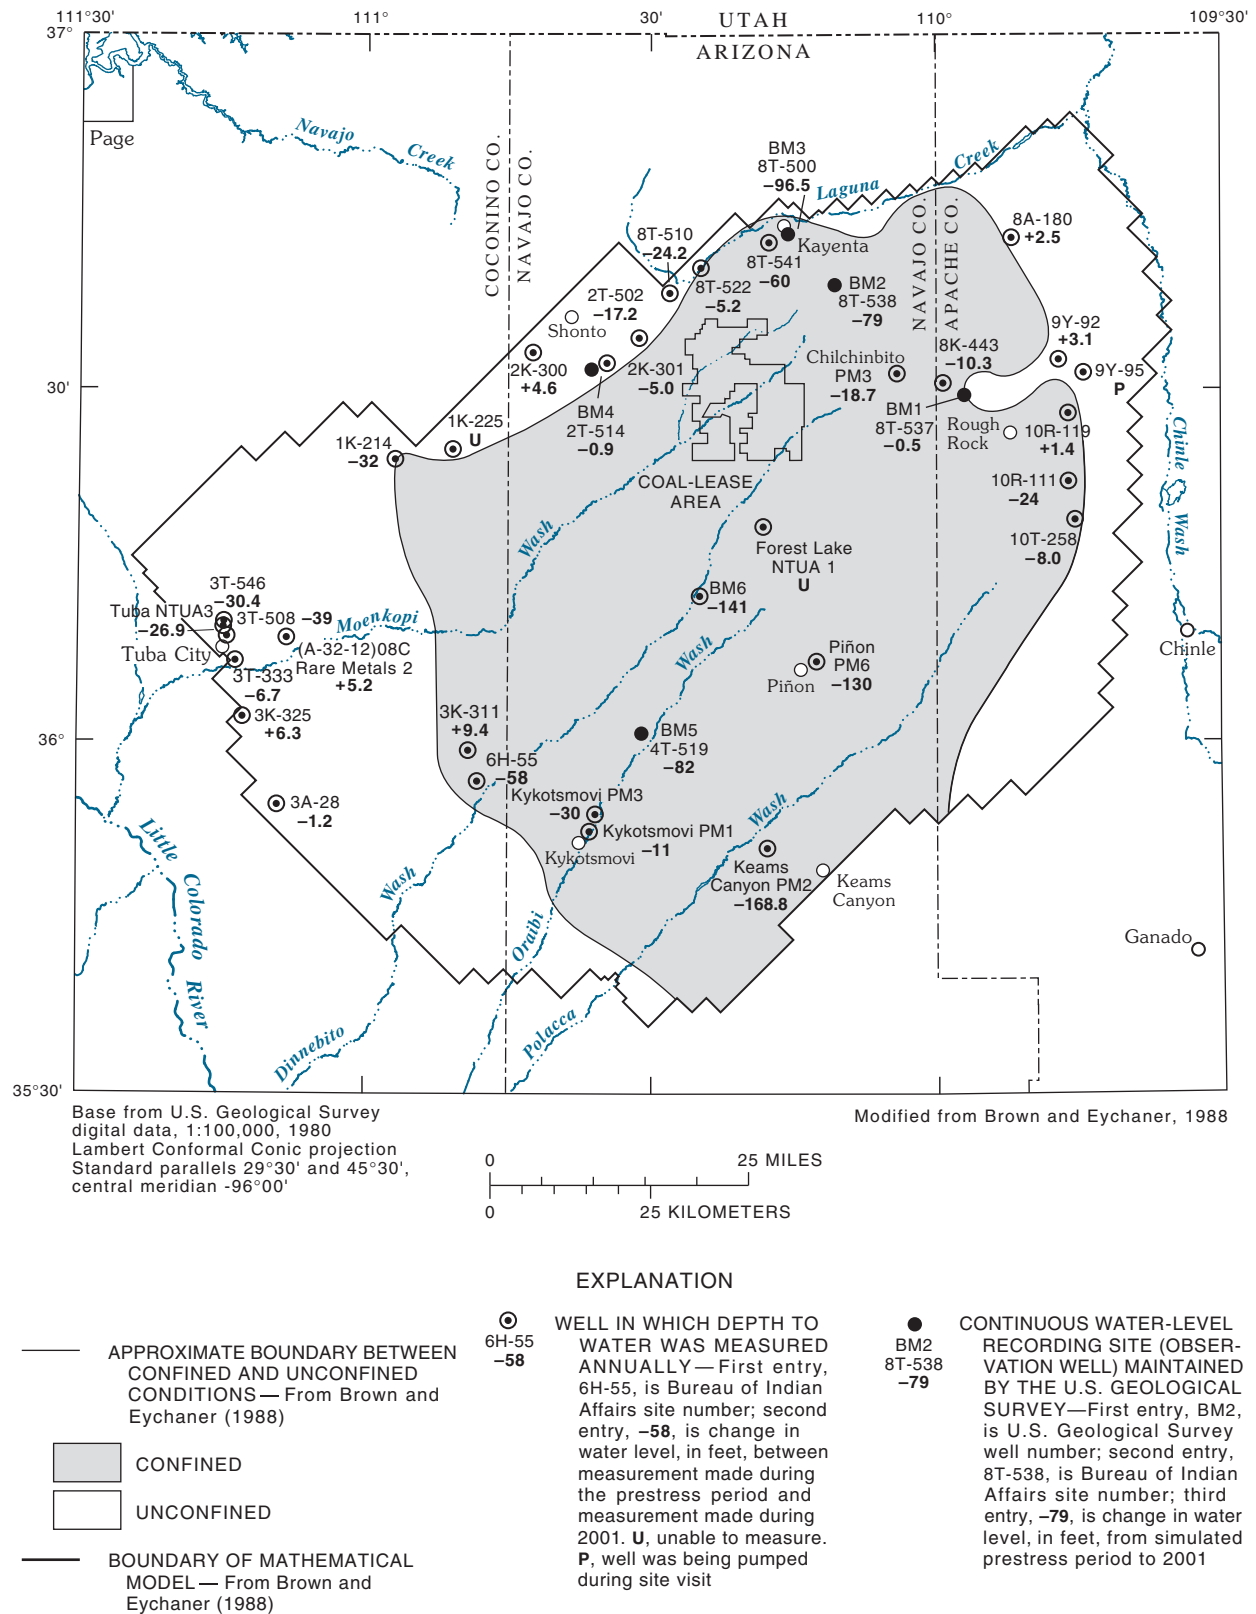 111°30'
111°
30'
UTAH
110°
109°30'
37°
ARIZONA
Page
Navajo
Creek
COCONINO CO.
NAVAJO CO.
BM3
8T-500
−96.5
Laguna
Creek
Kayenta
NAVAJO CO.
APACHE CO.
8A-180
+2.5
8T-510
−24.2
8T-541
−60
8T-522
−5.2
BM2
8T-538
−79
2T-502
−17.2
Shonto
9Y-92
+3.1
8K-443
−10.3
Chilchinbito
PM3
−18.7
9Y-95
P
2K-300
+4.6
2K-301
−5.0
30'
BM4
2T-514
−0.9
BM1
8T-537
−0.5
Rough
Rock
10R-119
+1.4
1K-225
U
1K-214
−32
COAL-LEASE
AREA
10R-111
−24
Chinle
Wash
Wash
10T-258
−8.0
Forest Lake
NTUA 1
U
3T-546
−30.4
Tuba NTUA3
−26.9
3T-508
−39
Moenkopi
BM6
−141
Tuba City
(A-32-12)08C
Rare Metals 2
+5.2
Wash
Chinle
3T-333
−6.7
Piñon
PM6
−130
Piñon
3K-325
+6.3
3K-311
+9.4
36°
BM5
4T-519
−82
6H-55
−58
3A-28
−1.2
Kykotsmovi PM3
−30
Kykotsmovi PM1
−11
Kykotsmovi
Wash
Little
Colorado
River
Wash
Keams
Canyon PM2
−168.8
Keams
Canyon
Ganado
Oraibi
Dinnebito
Polacca
35°30'
Base from U.S. Geological Survey
digital data, 1:100,000, 1980
Lambert Conformal Conic projection
Standard parallels 29°30' and 45°30',
central meridian -96°00'
Modified from Brown and Eychaner, 1988
0
25 MILES
0
25 KILOMETERS
EXPLANATION
APPROXIMATE BOUNDARY BETWEEN
CONFINED AND UNCONFINED
CONDITIONS — From Brown and
Eychaner (1988)
CONFINED
UNCONFINED
BOUNDARY OF MATHEMATICAL
MODEL — From Brown and
Eychaner (1988)
6H-55
−58
WELL IN WHICH DEPTH TO
WATER WAS MEASURED
ANNUALLY — First entry,
6H-55, is Bureau of Indian
Affairs site number; second
entry, −58, is change in
water level, in feet, between
measurement made during
the prestress period and
measurement made during
2001. U, unable to measure.
P, well was being pumped
during site visit
BM2
8T-538
−79
CONTINUOUS WATER-LEVEL
RECORDING SITE (OBSER-
VATION WELL) MAINTAINED
BY THE U.S. GEOLOGICAL
SURVEY—First entry, BM2,
is U.S. Geological Survey
well number; second entry,
8T-538, is Bureau of Indian
Affairs site number; third
entry, −79, is change in water
level, in feet, from simulated
prestress period to 2001